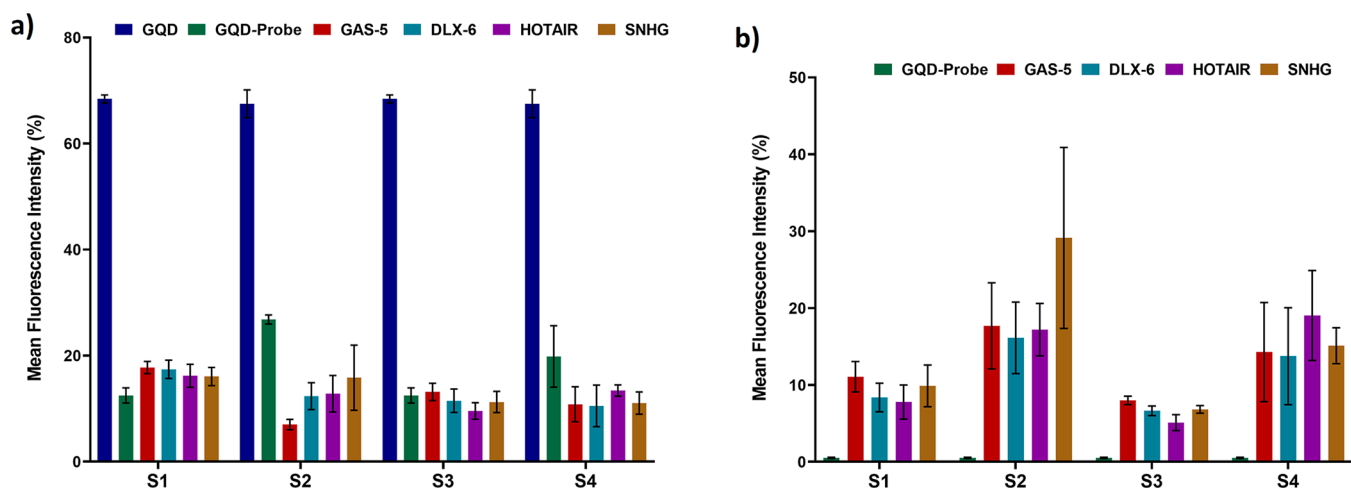 a)
GQD GQD-Probe GAS-5 DLX-6 HOTAIR SNHG
Mean Fluorescence Intensity (%)
80
60
40
20
0
S1 S2 S3 S4
b)
GQD-Probe GAS-5 DLX-6 HOTAIR SNHG
Mean Fluorescence Intensity (%)
50
40
30
20
10
0
S1 S2 S3 S4